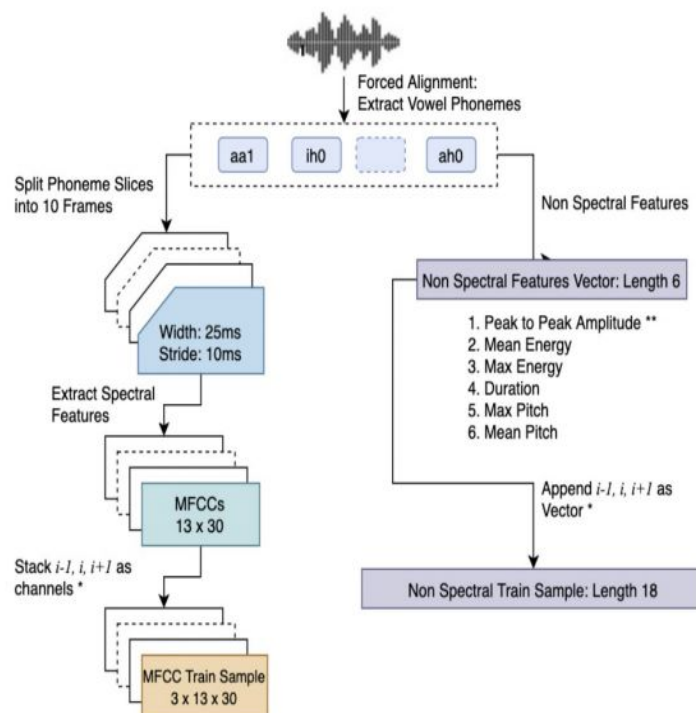 1
Forced Alignment:
Extract Vowel Phonemes
aa1
ih0
ah0
Split Phoneme Slices
into 10 Frames
Non Spectral Features
Non Spectral Features Vector: Length 6
Width: 25ms
Stride: 10ms
1. Peak to Peak Amplitude **
2. Mean Energy
3. Max Energy
4. Duration
5. Max Pitch
6. Mean Pitch
Extract Spectral
Features
MFCCs
13 x 30
Append i-1, i, i+1 as
Vector *
Stack i-1, i, i+1 as
channels *
Non Spectral Train Sample: Length 18
MFCC Train Sample
3 x 13 x 30